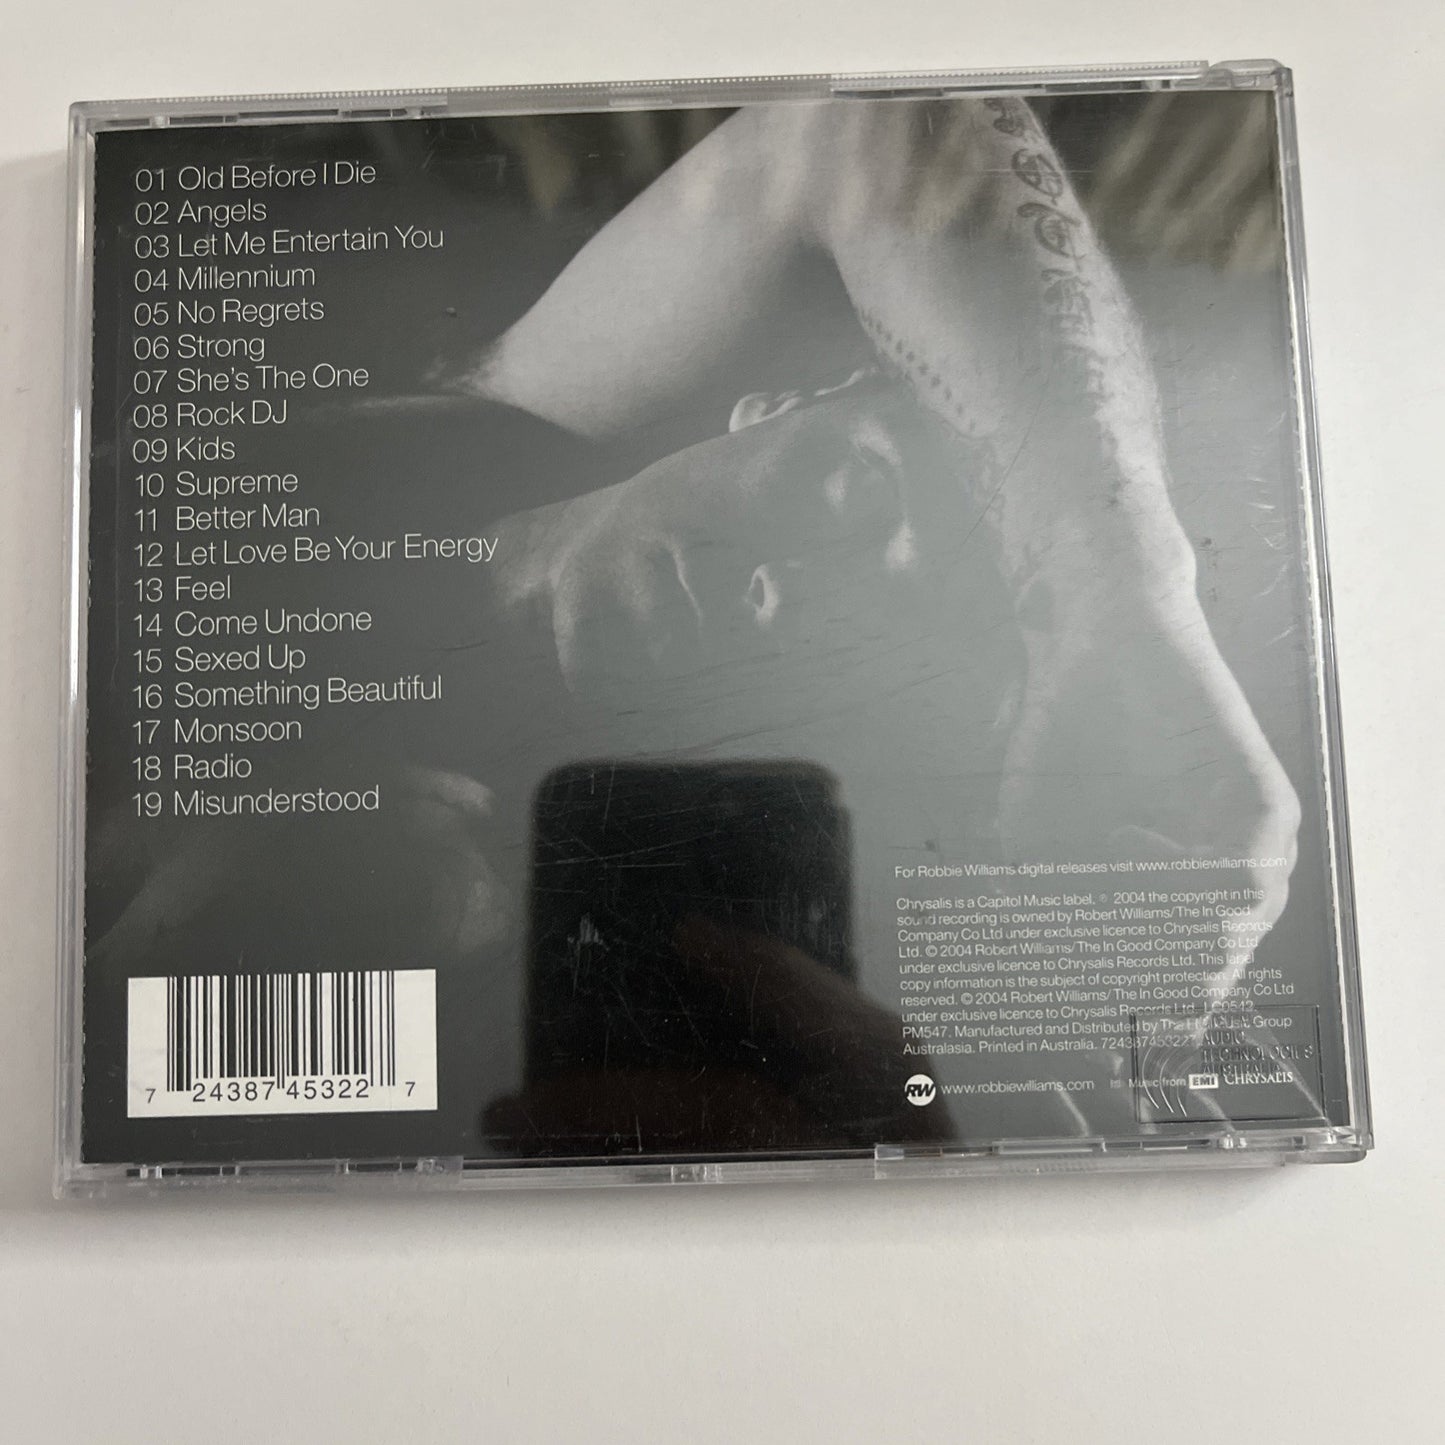 01 Old Before I Die
02 Angels
03 Let Me Entertain You
04 Millennium
05 No Regrets
06 Strong
07 She's The One
08 Rock DJ
09 Kids
10 Supreme
11 Better Man
12 Let Love Be Your Energy
13 Feel
14 Come Undone
15 Sexed Up
16 Something Beautiful
17 Monsoon
18 Radio
19 Misunderstood
For Robbie Williams digital releases visit www.robbiewilliams.com
Chrysalis is a Capitol Music label. ℗ 2004 the copyright in this
sound recording is owned by Robert Williams/The In Good
Company Co Ltd under exclusive licence to Chrysalis Records
Ltd. © 2004 Robert Williams/The In Good Company Co Ltd
under exclusive licence to Chrysalis Records Ltd. This label
copy information is the subject of copyright protection. All rights
reserved. © 2004 Robert Williams/ The In Good Company Co Ltd
under exclusive licence to Chrysalis Records Ltd. LC0542.
PM547. Manufactured and Distributed by The Group
Australasia. Printed in Australia. 724387453227
AUDIO
TECHNOLOGIES
AUSTRALIA
RW www.robbiewilliams.com Music from EMI CHRYSALIS
7 24387 45322 7